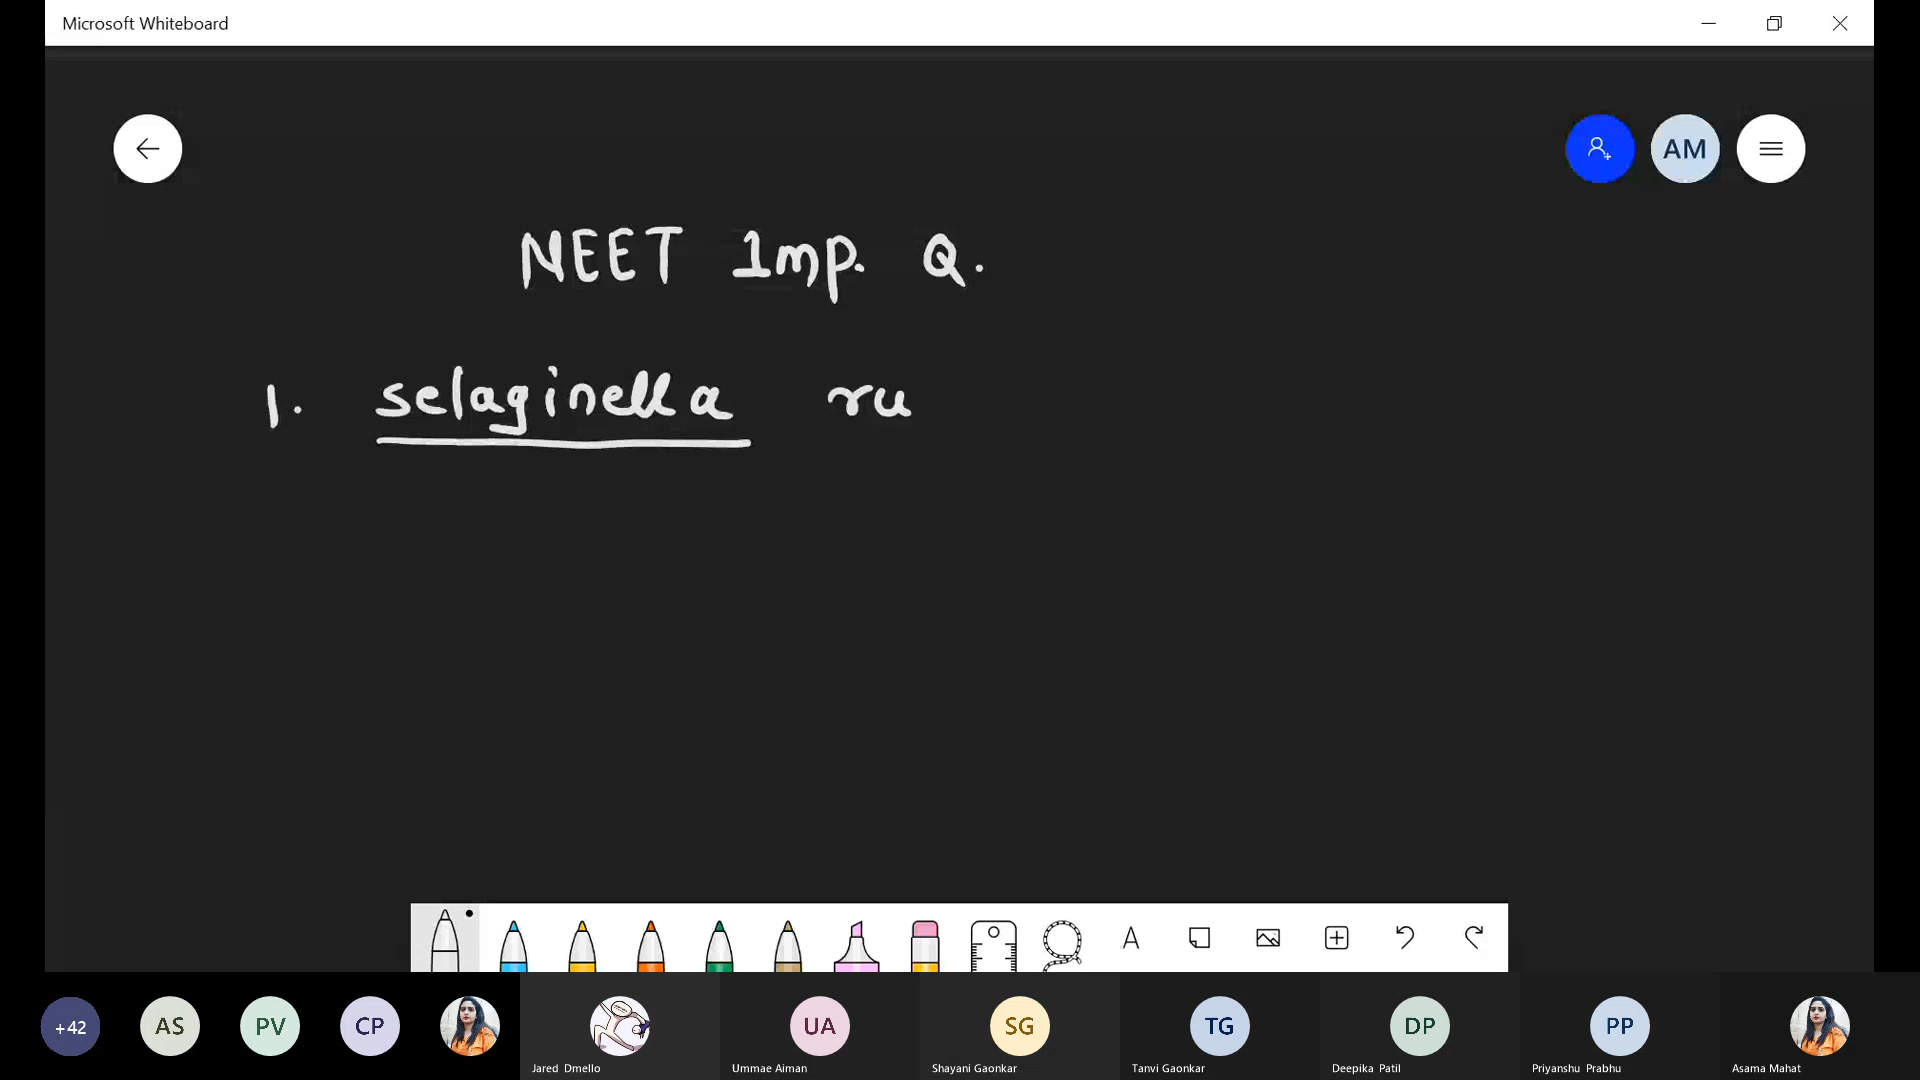 Microsoft Whiteboard
AM
NEET Imp. Q.
1. selaginella ru
A
+42
AS
PV
CP
UA
SG
TG
DP
PP
Jared Dmello
Ummae Aiman
Shayani Gaonkar
Tanvi Gaonkar
Deepika Patil
Priyanshu Prabhu
Asama Mahat